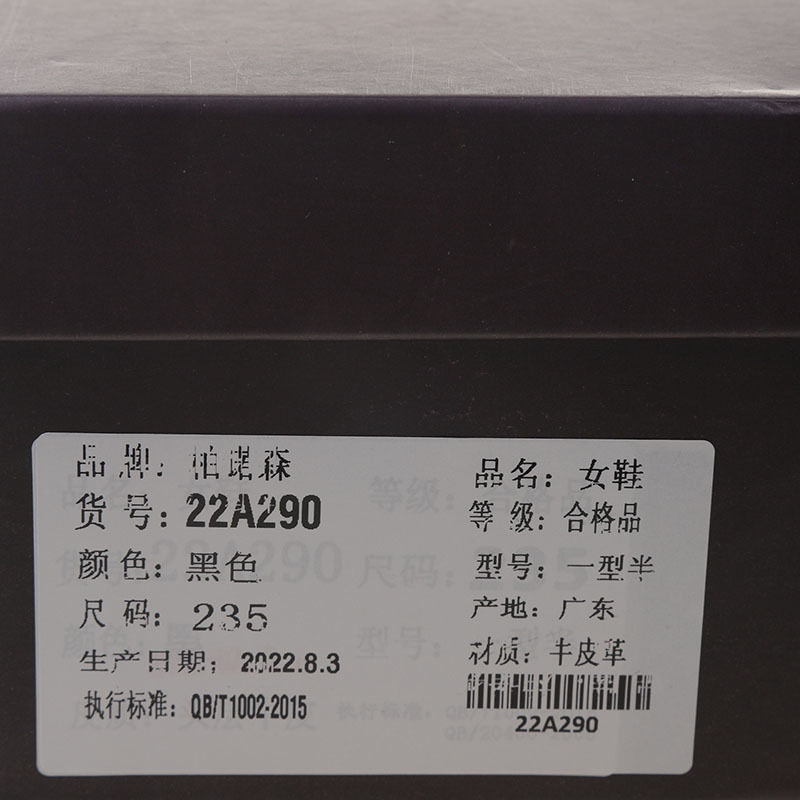 品牌：柏珺森
货号：22A290
颜色：黑色
尺码：235
生产日期：2022.8.3
执行标准：QB/T1002-2015
品名：女鞋
等级：合格品
型号：一型半
产地：广东
材质：牛皮革
22A290